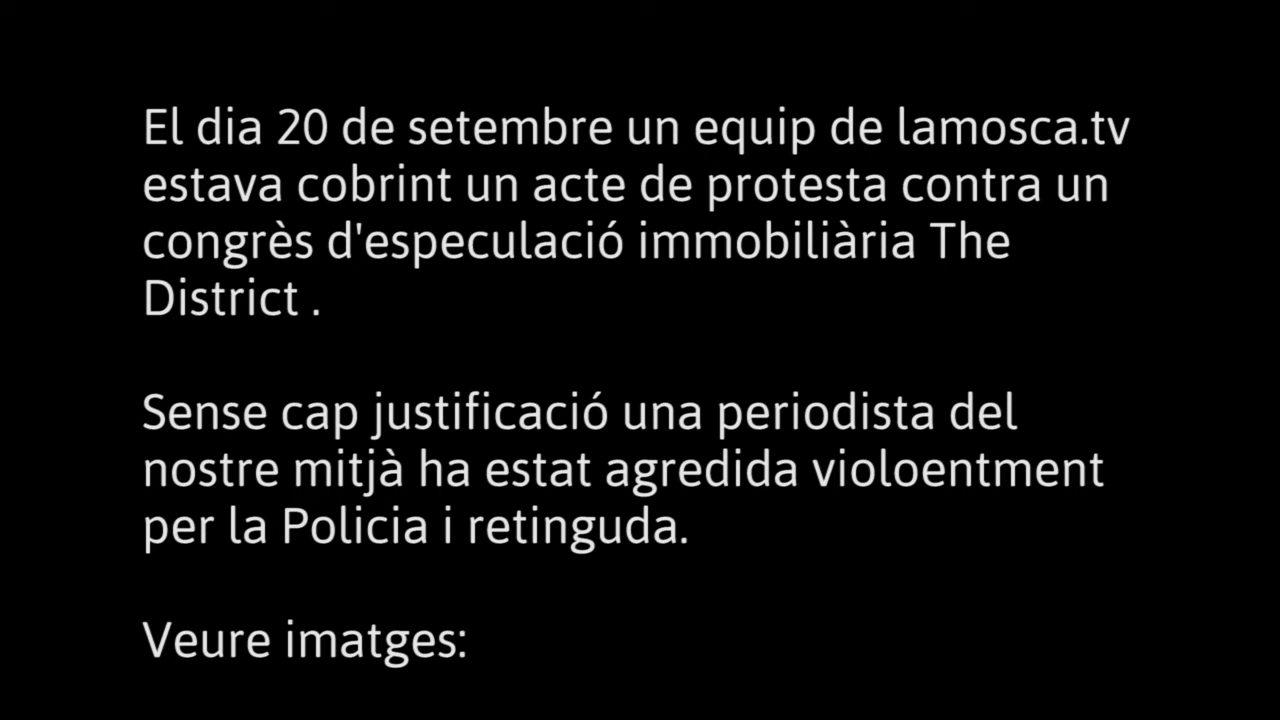 El dia 20 de setembre un equip de lamosca.tv
estava cobrint un acte de protesta contra un
congrès d'especulació immobiliària The
District .
Sense cap justificació una periodista del
nostre mitjà ha estat agredida violoentment
per la Policia i retinguda.
Veure imatges: